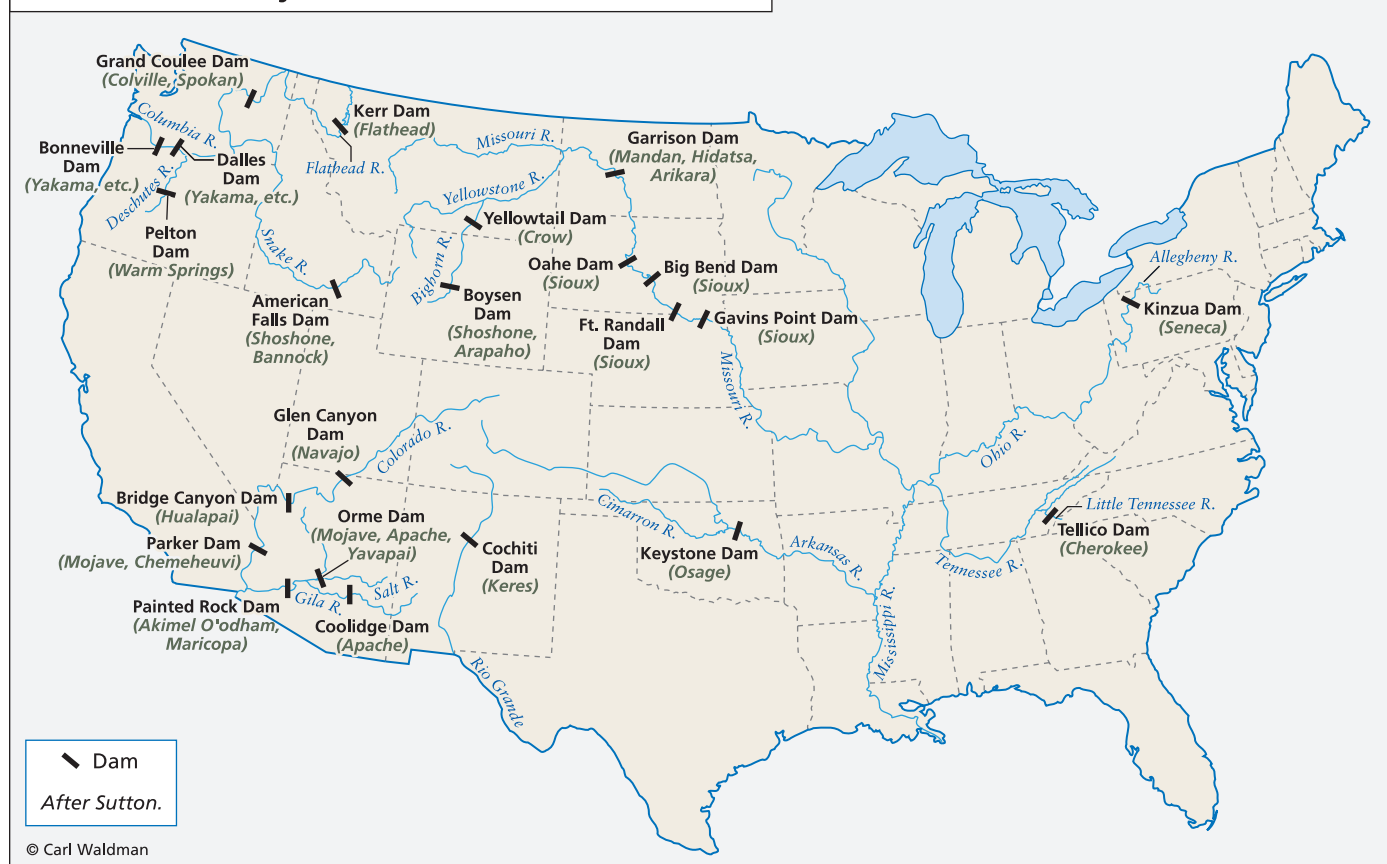 Grand Coulee Dam
(Colville, Spokan)
Columbia R.
Bonneville
Dam
(Yakama, etc.)
Dalles
Dam
(Yakama, etc.)
Deschutes R.
Pelton
Dam
(Warm Springs)
Kerr Dam
(Flathead)
Flathead R.
Missouri R.
Yellowstone R.
Garrison Dam
(Mandan, Hidatsa,
Arikara)
Yellowtail Dam
(Crow)
Bighorn R.
Snake R.
American
Falls Dam
(Shoshone,
Bannock)
Boysen
Dam
(Shoshone,
Arapaho)
Oahe Dam
(Sioux)
Big Bend Dam
(Sioux)
Ft. Randall
Dam
(Sioux)
Gavins Point Dam
(Sioux)
Missouri R.
Allegheny R.
Kinzua Dam
(Seneca)
Glen Canyon
Dam
(Navajo)
Colorado R.
Ohio R.
Bridge Canyon Dam
(Hualapai)
Orme Dam
(Mojave, Apache,
Yavapai)
Parker Dam
(Mojave, Chemeheuvi)
Cochiti
Dam
(Keres)
Cimarron R.
Keystone Dam
(Osage)
Arkansas R.
Little Tennessee R.
Tellico Dam
(Cherokee)
Tennessee R.
Painted Rock Dam
(Akimel O'odham,
Maricopa)
Gila R.
Salt R.
Coolidge Dam
(Apache)
Mississippi R.
Rio Grande
Dam
After Sutton.
© Carl Waldman